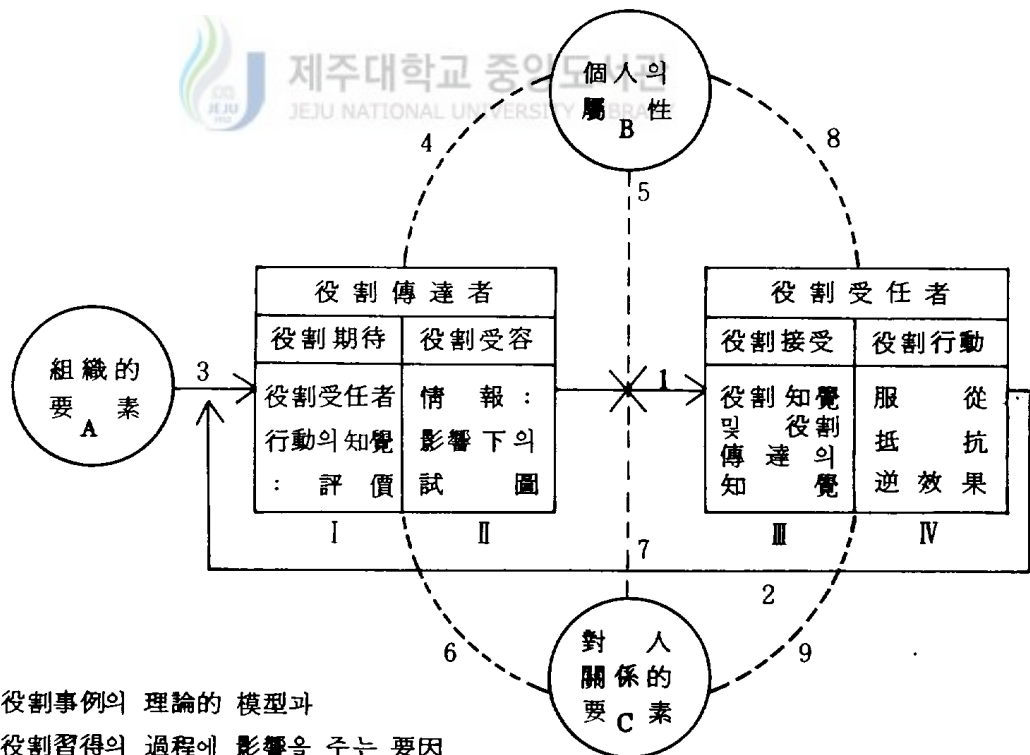 제주대학교 중앙도서관
JEJU NATIONAL UNIVERSITY LIBRARY
JEJU
1952
個人의
屬性
B
4
8
5
役割傳達者
役割受任者
役割期待
役割受容
役割接受
役割行動
組織的
要素
A
3
1
役割受任者
行動의知覺
: 評價
情報 :
影響下의
試圖
役割知覺
및 役割
傳達의
知覺
服從
抵抗
逆效果
I
II
III
IV
7
2
6
9
對人
關係的
要素
C
役割事例의 理論的 模型과
役割習得의 過程에 影響을 주는 要因